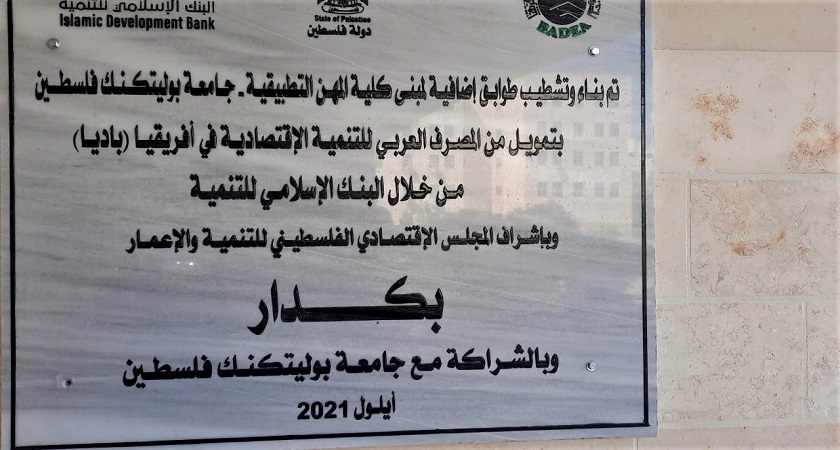 البنك الإسلامي للتنمية
Islamic Development Bank
State of Palestine
دولة فلسطين
BADEA
تم بناء وتشطيب طوابق إضافية لمبنى كلية المهن التطبيقية - جامعة بوليتكنك فلسطين
بتمويل من المصرف العربي للتنمية الإقتصادية في أفريقيا (باديا)
من خلال البنك الإسلامي للتنمية
وبإشراف المجلس الإقتصادي الفلسطيني للتنمية والإعمار
بكدار
وبالشراكة مع جامعة بوليتكنك فلسطين
أيلول 2021